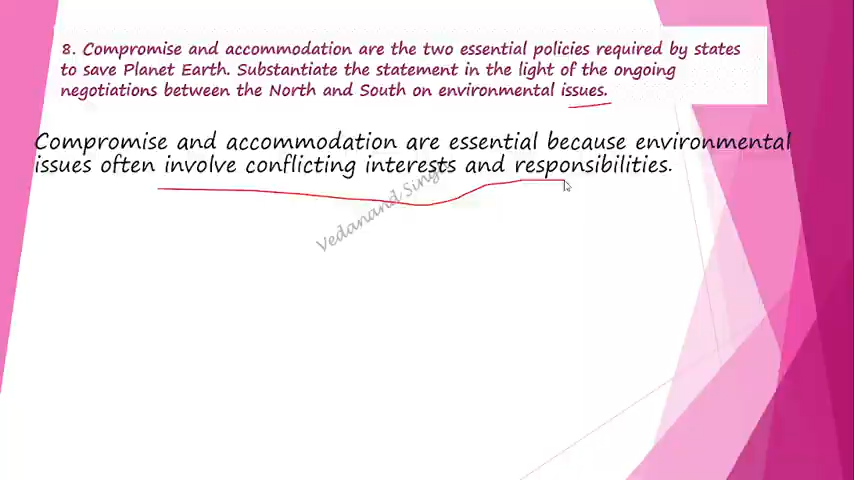 8. Compromise and accommodation are the two essential policies required by states
to save Planet Earth. Substantiate the statement in the light of the ongoing
negotiations between the North and South on environmental issues.
Compromise and accommodation are essential because environmental
issues often involve conflicting interests and responsibilities.
Vedanand Singh